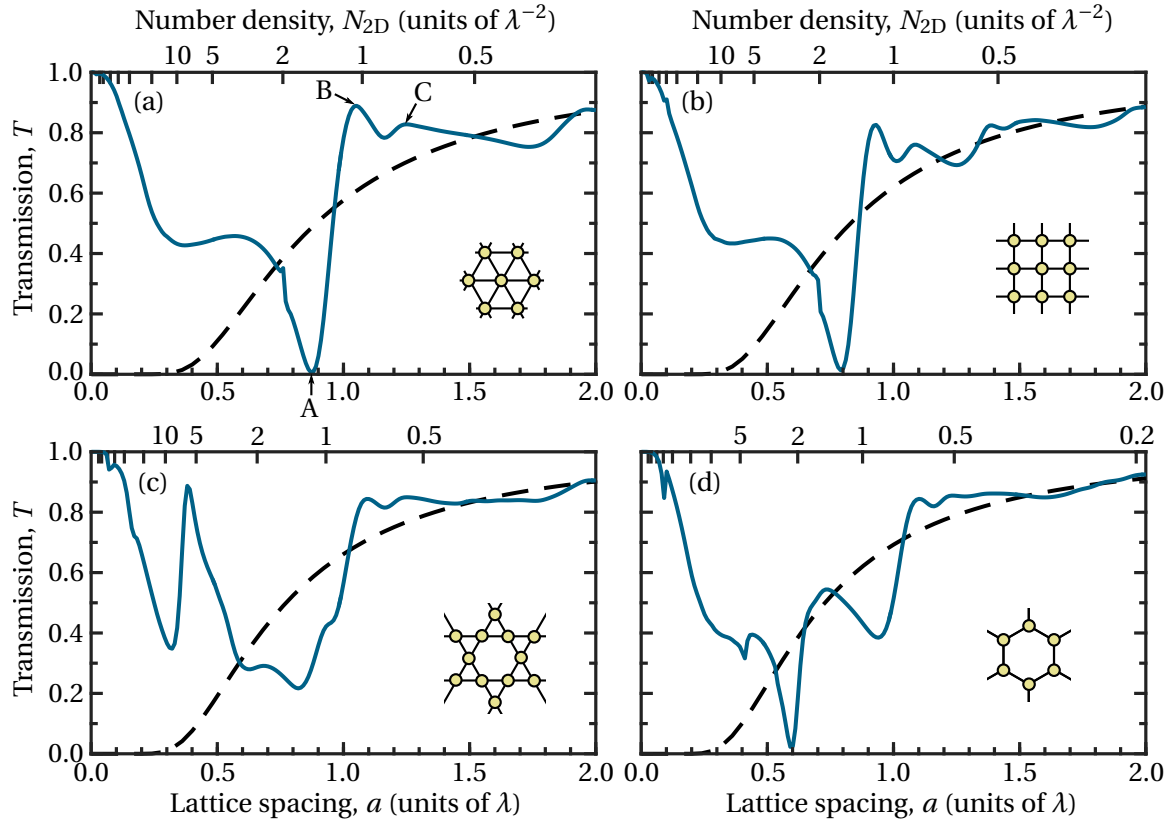 Number density, N2D (units of λ−2)
Number density, N2D (units of λ−2)
10 5 2 1 0.5
10 5 2 1 0.5
1.0 (a) B C
(b)
0.8
0.6
0.4
0.2
0.0
Transmission, T
0.0 0.5 1.0 1.5 2.0
0.0 0.5 1.0 1.5 2.0
A
10 5 2 1 0.5
5 2 1 0.5 0.2
1.0 (c)
(d)
0.8
0.6
0.4
0.2
0.0
Transmission, T
0.0 0.5 1.0 1.5 2.0
0.0 0.5 1.0 1.5 2.0
Lattice spacing, a (units of λ)
Lattice spacing, a (units of λ)